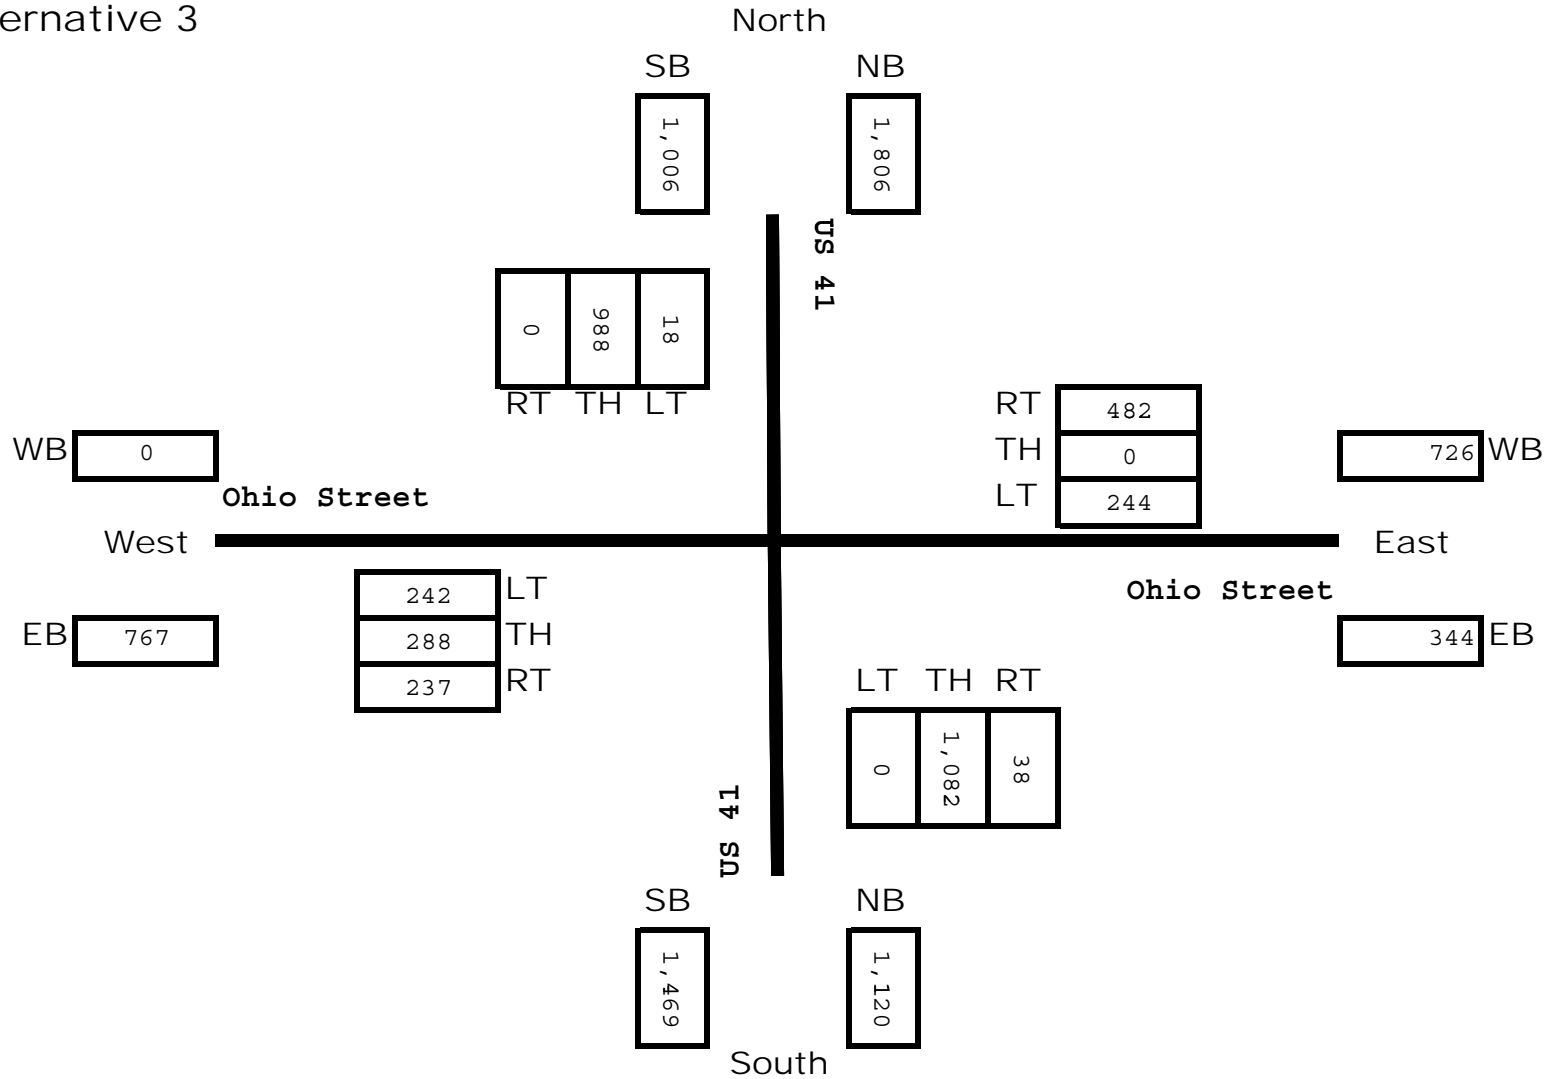 ernative 3
North
SB NB
1,006 1,806
US 41
0 988 18
RT TH LT
RT 482
TH 0
LT 244
WB 0
726 WB
Ohio Street
West East
Ohio Street
242 LT
288 TH
237 RT
EB 767
344 EB
LT TH RT
0 1,082 38
US 41
SB NB
1,469 1,120
South